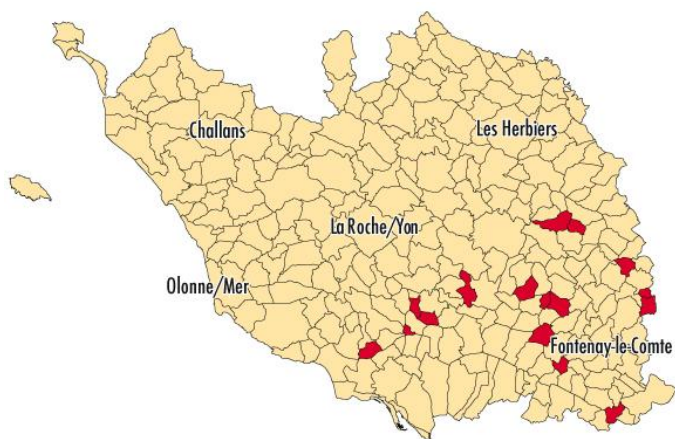 Challans
Les Herbiers
La Roche/Yon
Olonne/Mer
Fontenay-le-Comte